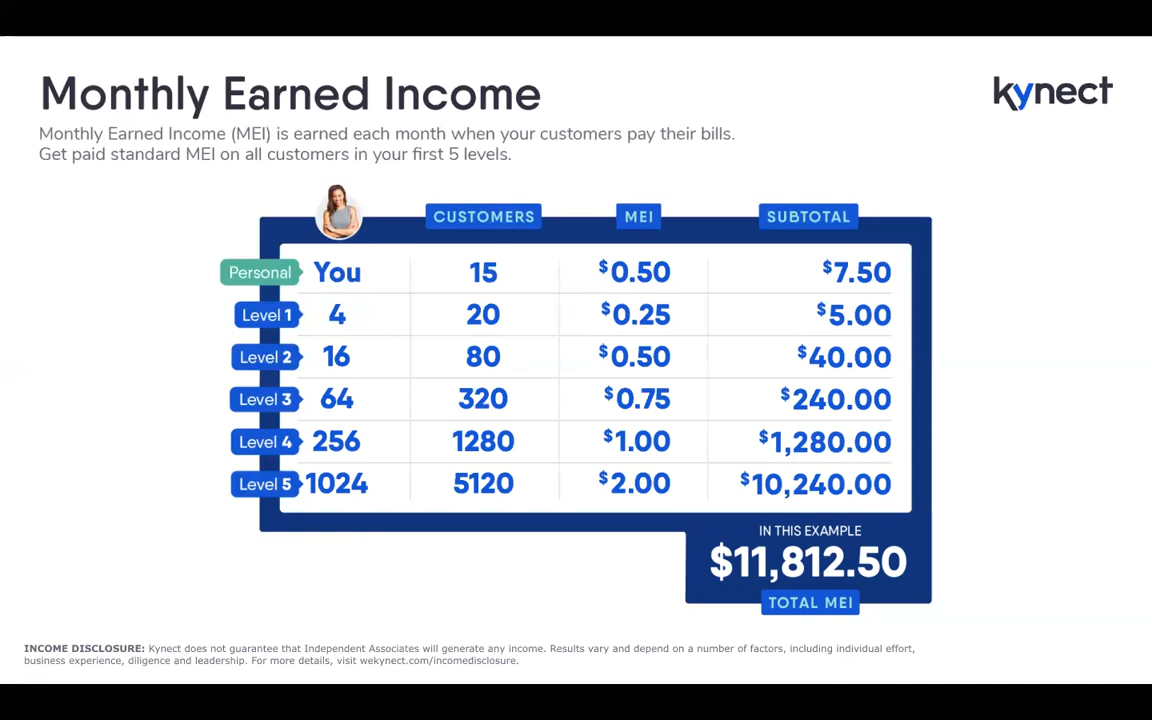 Monthly Earned Income
kynect
Monthly Earned Income (MEI) is earned each month when your customers pay their bills.
Get paid standard MEI on all customers in your first 5 levels.
CUSTOMERS MEI SUBTOTAL
Personal You 15 $0.50 $7.50
Level 1 4 20 $0.25 $5.00
Level 2 16 80 $0.50 $40.00
Level 3 64 320 $0.75 $240.00
Level 4 256 1280 $1.00 $1,280.00
Level 5 1024 5120 $2.00 $10,240.00
IN THIS EXAMPLE
$11,812.50
TOTAL MEI
INCOME DISCLOSURE: Kynect does not guarantee that Independent Associates will generate any income. Results vary and depend on a number of factors, including individual effort,
business experience, diligence and leadership. For more details, visit wekynect.com/incomedisclosure.